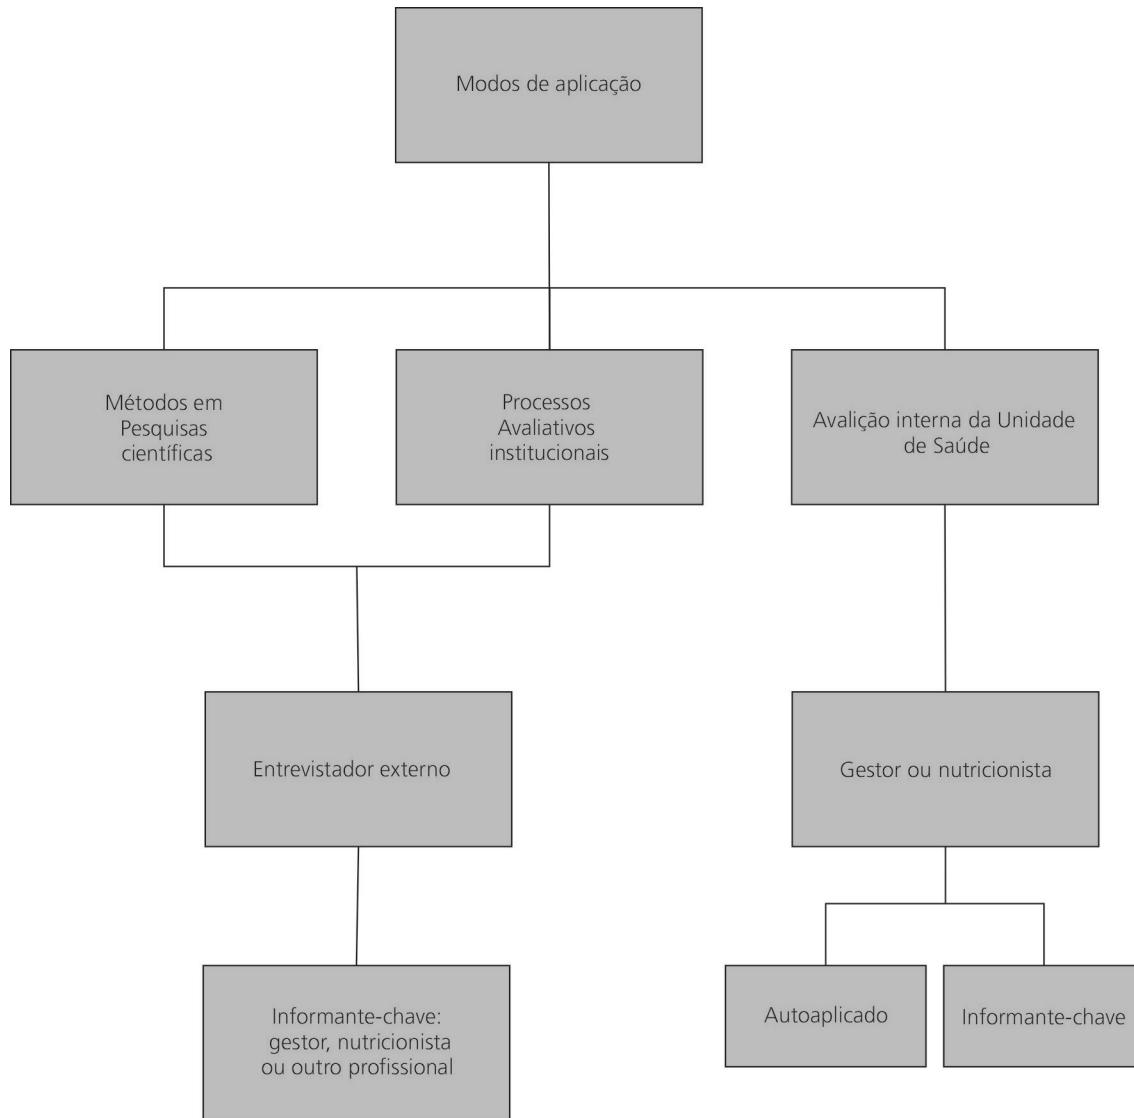 Modos de aplicação
Métodos em
Pesquisas
científicas
Processos
Avaliativos
institucionais
Avalição interna da Unidade
de Saúde
Entrevistador externo
Gestor ou nutricionista
Informante-chave:
gestor, nutricionista
ou outro profissional
Autoaplicado
Informante-chave